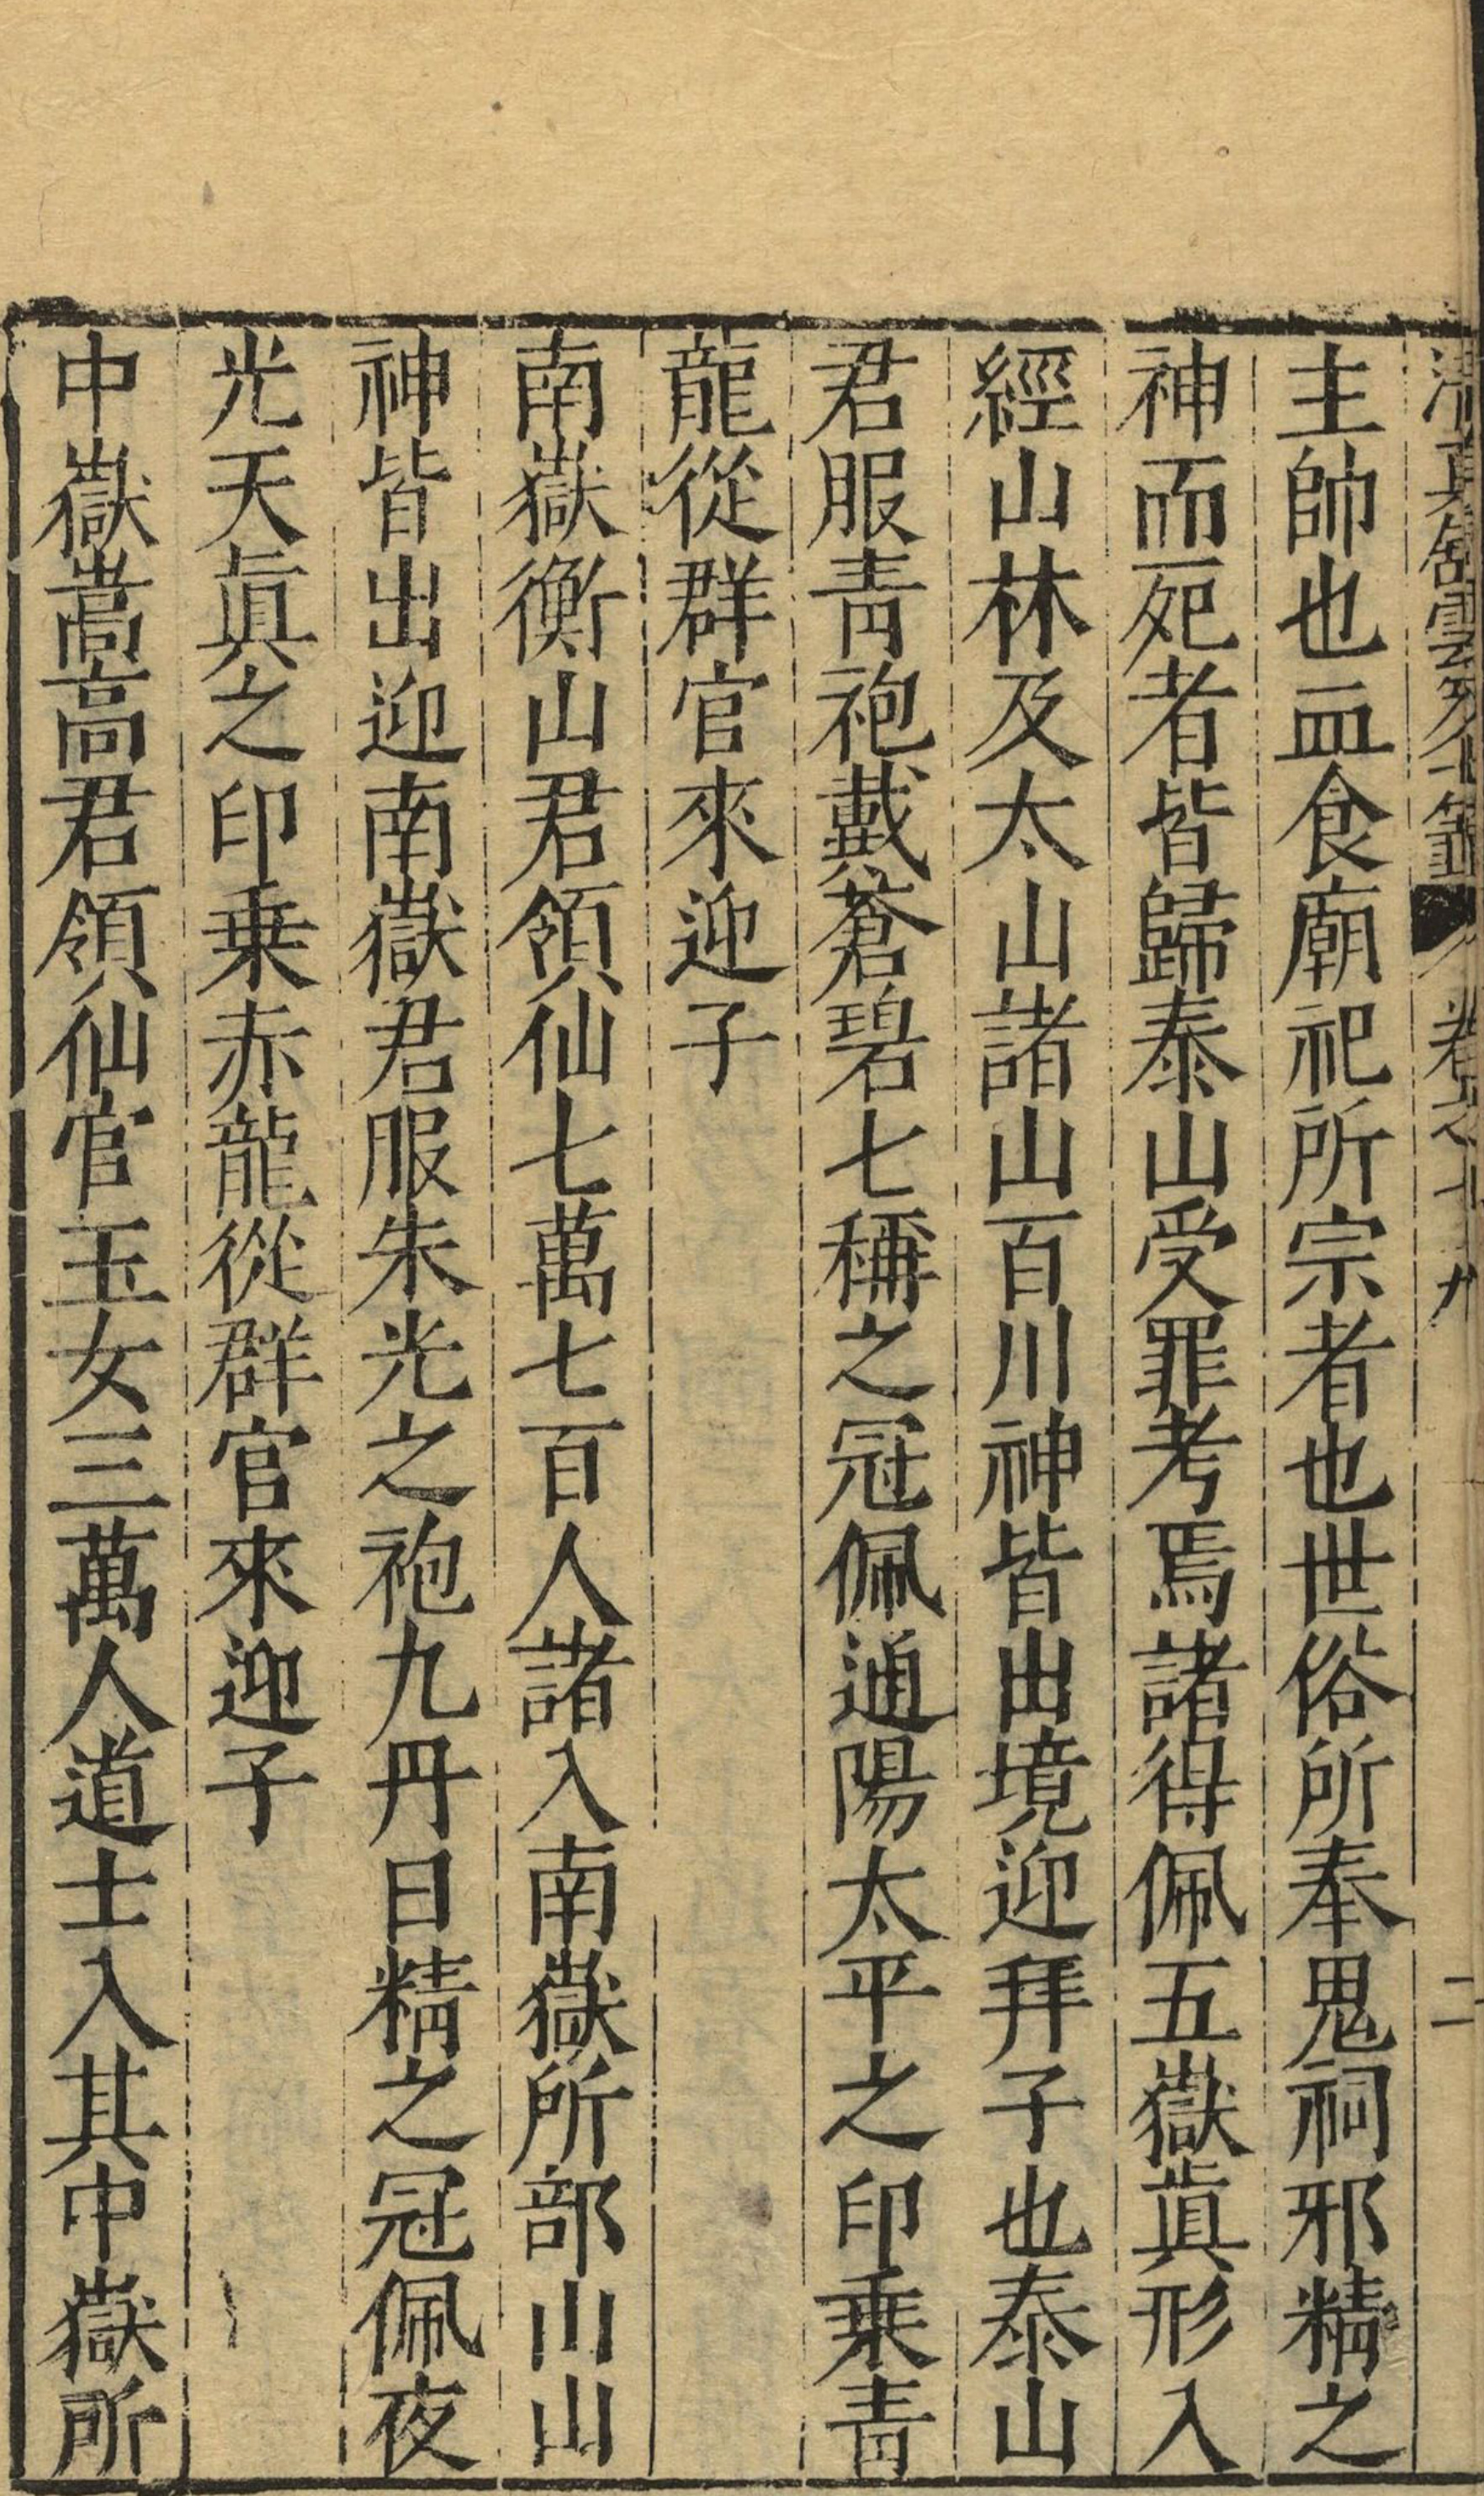 清真館雲笈七籤 卷之七十九 二
主帥也血食廟祀所宗者也世俗所奉鬼祠邪精之
神而死者皆歸泰山受罪考焉諸得佩五嶽眞形入
經山林及太山諸山百川神皆出境迎拜子也泰山
君服靑袍戴蒼碧七稱之冠佩通陽太平之印乗靑
龍從群官來迎子
南嶽衡山君領仙七萬七百人諸入南嶽所部山川山
神皆出迎南嶽君服朱光之袍九丹日精之冠佩夜
光天眞之印乗赤龍從群官來迎子
中嶽嵩高君領仙官玉女三萬人道士入其中嶽所